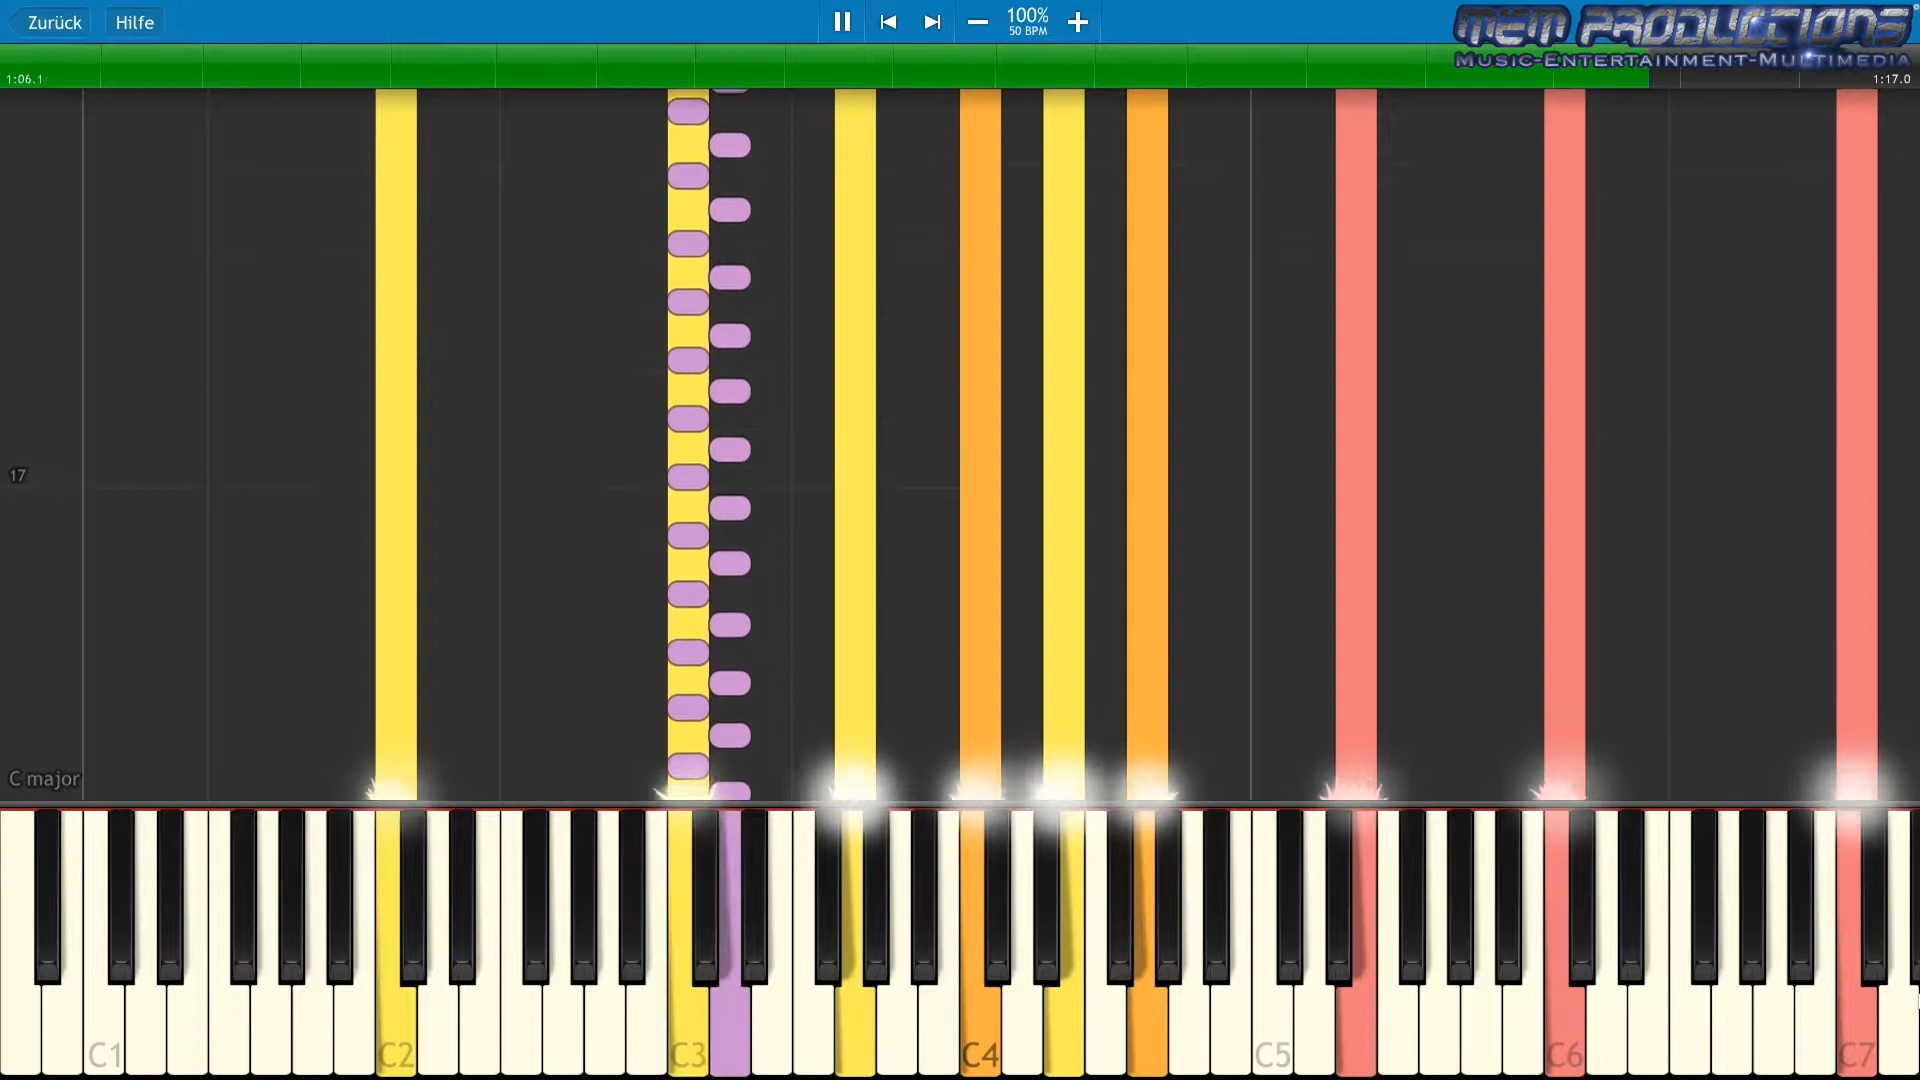 Zurück Hilfe 100%
50 BPM
MEM PRODUCTIONS
Music-Entertainment-Multimedia
1:06.1 1:17.0
17
C major
C1 C2 C3 C4 C5 C6 C7